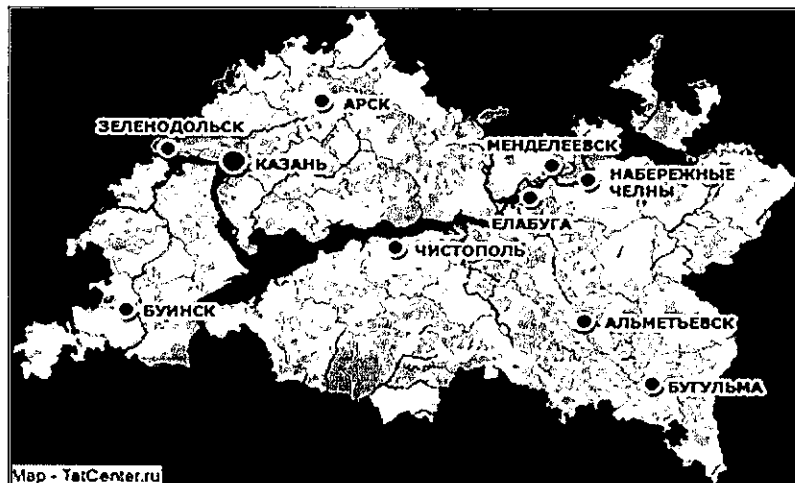 АРСК
ЗЕЛЕНОДОЛЬСК
КАЗАНЬ
МЕНДЕЛЕЕВСК
НАБЕРЕЖНЫЕ
ЧЕЛНЫ
ЕЛАБУГА
ЧИСТОПОЛЬ
БУИНСК
АЛЬМЕТЬЕВСК
БУГУЛЬМА
Map - TatCenter.ru